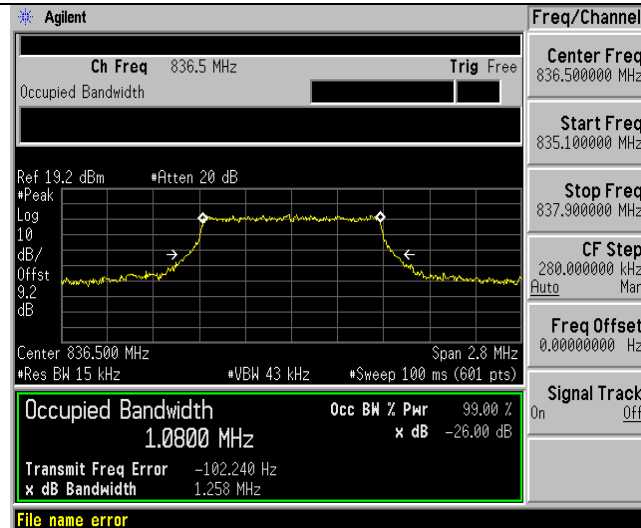 Agilent
Freq/Channel
Ch Freq 836.5 MHz Trig Free
Occupied Bandwidth
Center Freq
836.500000 MHz
Start Freq
835.100000 MHz
Stop Freq
837.900000 MHz
CF Step
280.000000 kHz
Auto Man
Freq Offset
0.00000000 Hz
Signal Track
On Off
Ref 19.2 dBm #Atten 20 dB
#Peak
Log
10
dB/
Offst
9.2
dB
Center 836.500 MHz Span 2.8 MHz
#Res BW 15 kHz #VBW 43 kHz #Sweep 100 ms (601 pts)
Occupied Bandwidth Occ BW % Pwr 99.00 %
1.0800 MHz x dB -26.00 dB
Transmit Freq Error -102.240 Hz
x dB Bandwidth 1.258 MHz
File name error